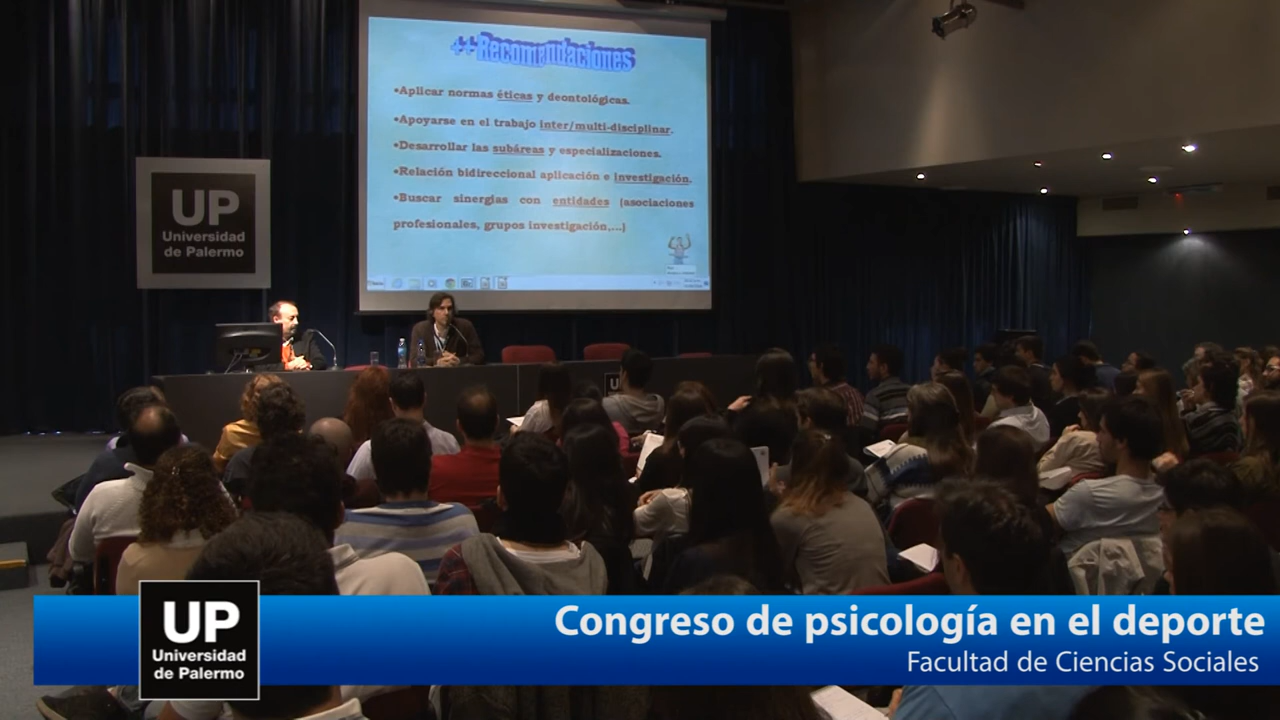 ++Recomendaciones
•Aplicar normas éticas y deontológicas.
•Apoyarse en el trabajo inter/multi-disciplinar.
•Desarrollar las subáreas y especializaciones.
•Relación bidireccional aplicación e investigación.
•Buscar sinergias con entidades (asociaciones
profesionales, grupos investigación,...)
UP
Universidad
de Palermo
U
UP
Universidad
de Palermo
Congreso de psicología en el deporte
Facultad de Ciencias Sociales